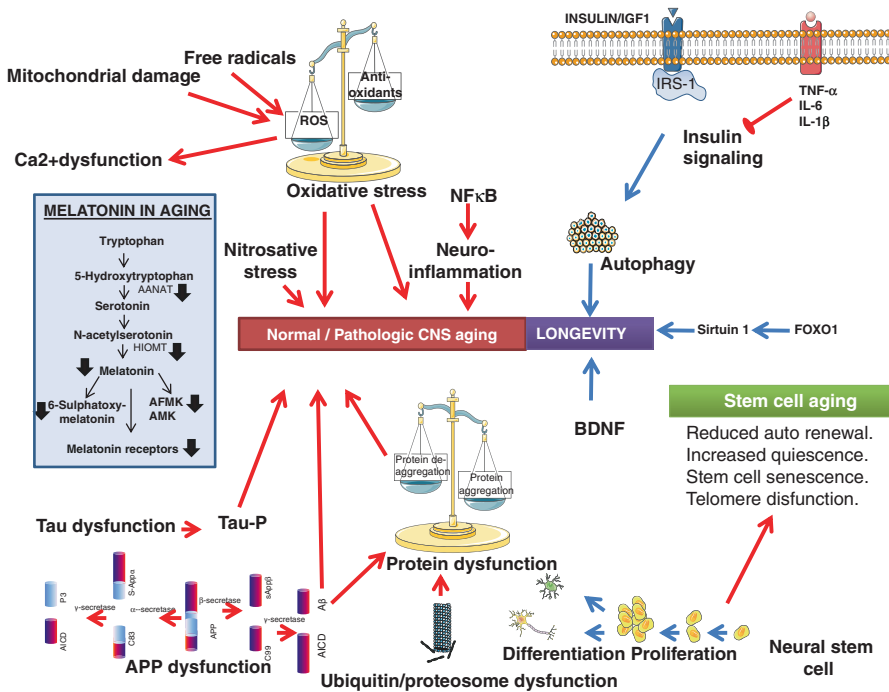 INSULIN/IGF1
Free radicals
Mitochondrial damage
Anti-
oxidants
ROS
IRS-1
TNF-α
IL-6
IL-1β
Insulin
signaling
Ca2+dysfunction
Oxidative stress
NFκB
MELATONIN IN AGING
Tryptophan
5-Hydroxytryptophan
AANAT
Serotonin
N-acetylserotonin
HIOMT
Melatonin
6-Sulphatoxy-
melatonin
AFMK
AMK
Melatonin receptors
Nitrosative
stress
Neuro-
inflammation
Autophagy
Normal / Pathologic CNS aging
LONGEVITY
Sirtuin 1
FOXO1
BDNF
Stem cell aging
Reduced auto renewal.
Increased quiescence.
Stem cell senescence.
Telomere disfunction.
Protein de-
aggregation
Protein
aggregation
Tau dysfunction
Tau-P
Protein dysfunction
P3
AICD
γ-secretase
S-Appα
C83
α–secretase
APP
β-secretase
sAppβ
C99
γ-secretase
Aβ
AICD
APP dysfunction
Ubiquitin/proteosome dysfunction
Differentiation Proliferation
Neural stem
cell